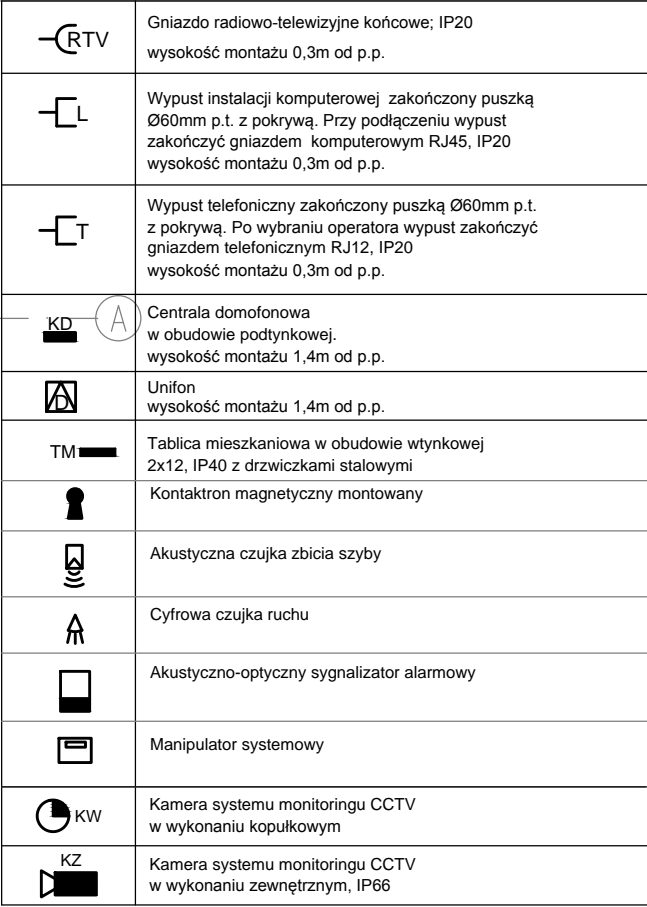 RTV
Gniazdo radiowo-telewizyjne końcowe; IP20
wysokość montażu 0,3m od p.p.
L
Wypust instalacji komputerowej zakończony puszką
Ø60mm p.t. z pokrywą. Przy podłączeniu wypust
zakończyć gniazdem komputerowym RJ45, IP20
wysokość montażu 0,3m od p.p.
T
Wypust telefoniczny zakończony puszką Ø60mm p.t.
z pokrywą. Po wybraniu operatora wypust zakończyć
gniazdem telefonicznym RJ12, IP20
wysokość montażu 0,3m od p.p.
KD
A
Centrala domofonowa
w obudowie podtynkowej.
wysokość montażu 1,4m od p.p.
D
Unifon
wysokość montażu 1,4m od p.p.
TM
Tablica mieszkaniowa w obudowie wtynkowej
2x12, IP40 z drzwiczkami stalowymi
Kontaktron magnetyczny montowany
Akustyczna czujka zbicia szyby
Cyfrowa czujka ruchu
Akustyczno-optyczny sygnalizator alarmowy
Manipulator systemowy
KW
Kamera systemu monitoringu CCTV
w wykonaniu kopułkowym
KZ
Kamera systemu monitoringu CCTV
w wykonaniu zewnętrznym, IP66